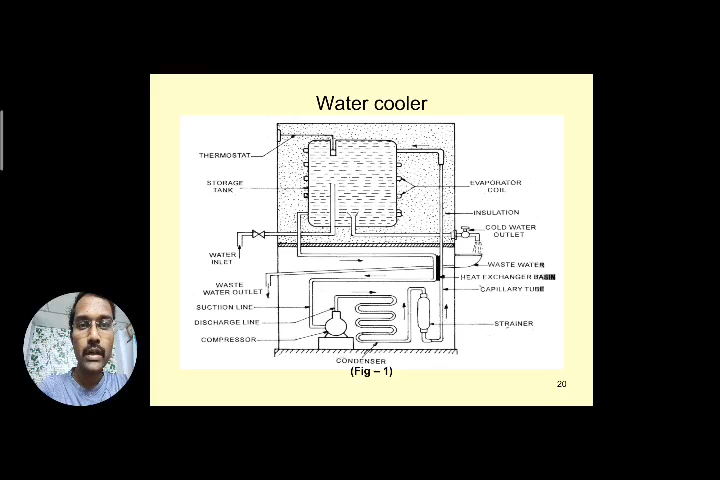 Water cooler
THERMOSTAT
STORAGE
TANK
EVAPORATOR
COIL
INSULATION
COLD WATER
OUTLET
WATER
INLET
WASTE WATER
HEAT EXCHANGER BASIN
WASTE
WATER OUTLET
CAPILLARY TUBE
SUCTION LINE
DISCHARGE LINE
STRAINER
COMPRESSOR
CONDENSER
(Fig – 1)
20